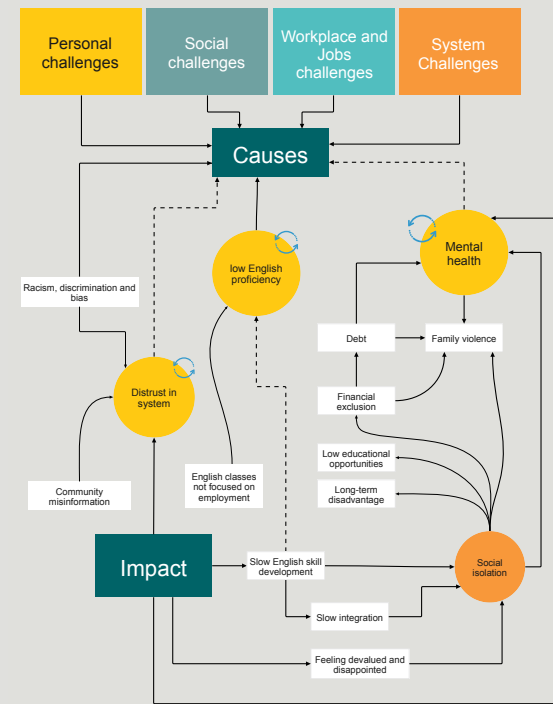 Personal
challenges
Social
challenges
Workplace and
Jobs
challenges
System
Challenges
Causes
low English
proficiency
Mental
health
Racism, discrimination and
bias
Debt
Family violence
Distrust in
system
Financial
exclusion
Low educational
opportunities
English classes
not focused on
employment
Community
misinformation
Long-term
disadvantage
Impact
Slow English skill
development
Social
isolation
Slow integration
Feeling devalued and
disappointed